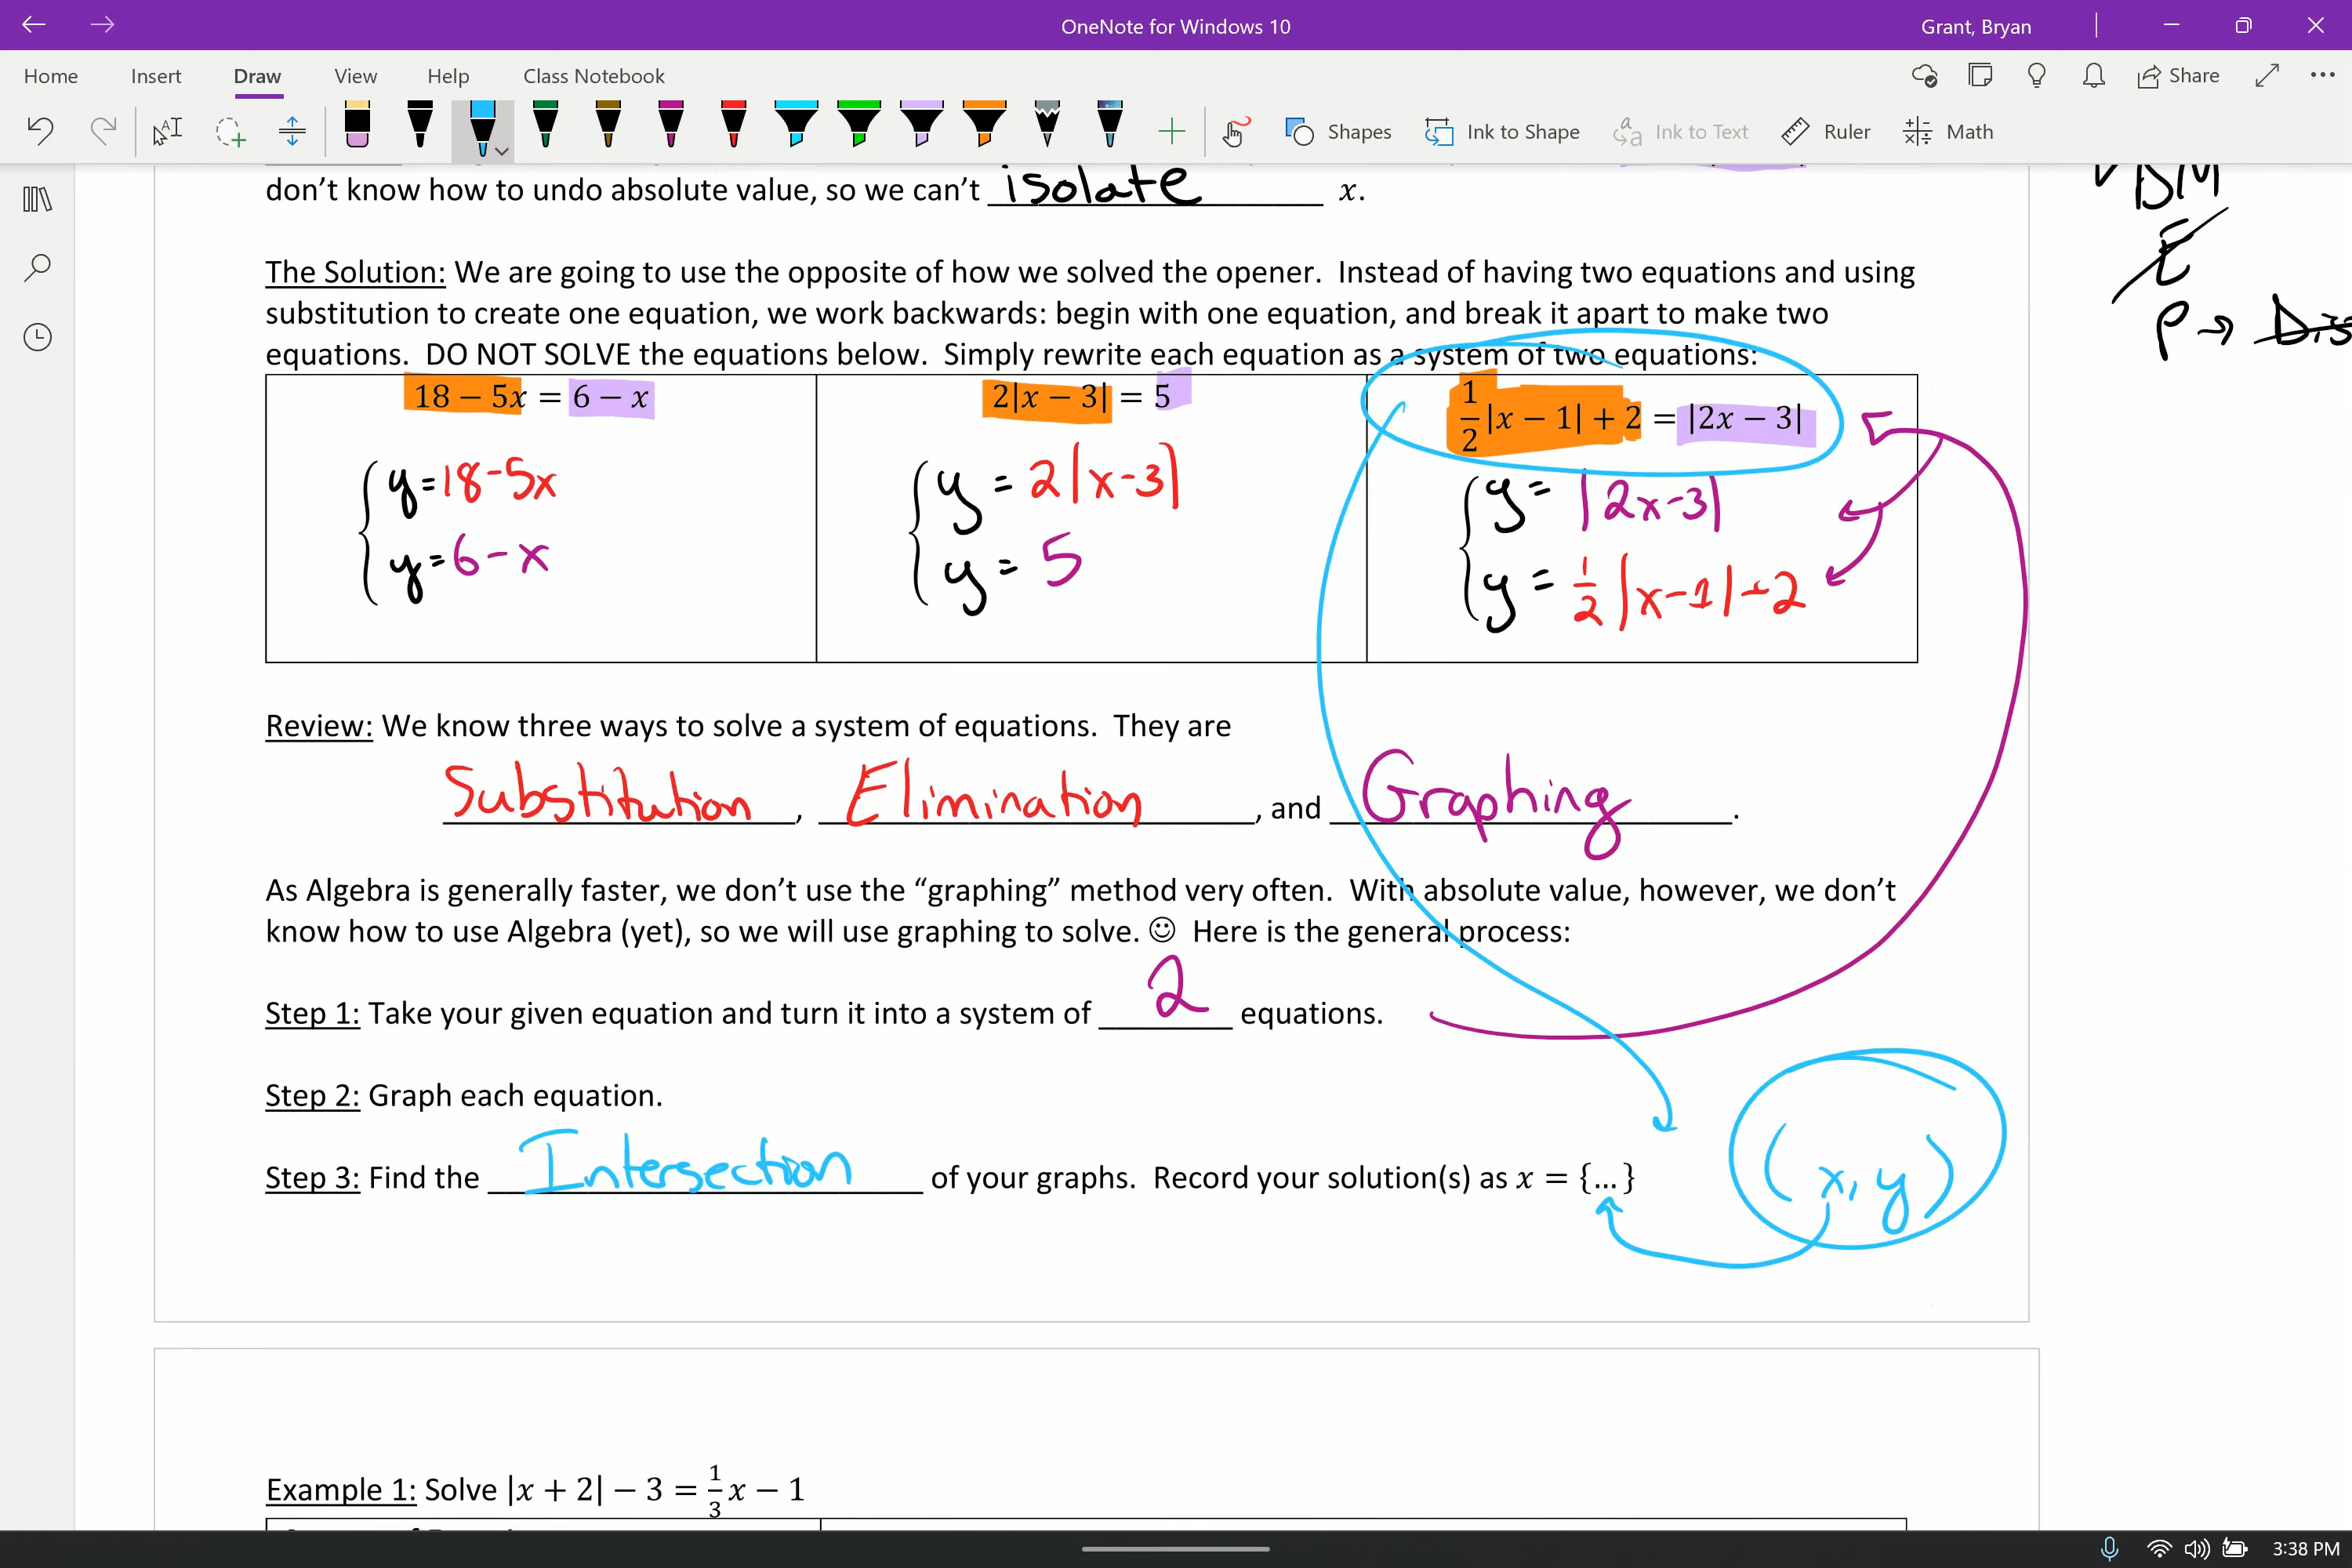 OneNote for Windows 10
Grant, Bryan
Home Insert Draw View Help Class Notebook
Share
Shapes Ink to Shape Ink to Text Ruler Math
don't know how to undo absolute value, so we can't isolate x.
BM
E
P → Dis
The Solution: We are going to use the opposite of how we solved the opener. Instead of having two equations and using
substitution to create one equation, we work backwards: begin with one equation, and break it apart to make two
equations. DO NOT SOLVE the equations below. Simply rewrite each equation as a system of two equations:
18 − 5x = 6 − x
y = 18-5x
y = 6-x
2|x − 3| = 5
y = 2|x-3|
y = 5
1/2|x − 1| + 2 = |2x − 3|
y = |2x-3|
y = 1/2|x-1|+2
Review: We know three ways to solve a system of equations. They are
Substitution, Elimination, and Graphing.
As Algebra is generally faster, we don't use the “graphing” method very often. With absolute value, however, we don't
know how to use Algebra (yet), so we will use graphing to solve. ☺ Here is the general process:
Step 1: Take your given equation and turn it into a system of 2 equations.
Step 2: Graph each equation.
Step 3: Find the Intersection of your graphs. Record your solution(s) as x = {…}
(x, y)
Example 1: Solve |x + 2| − 3 = 1/3x − 1
3:38 PM